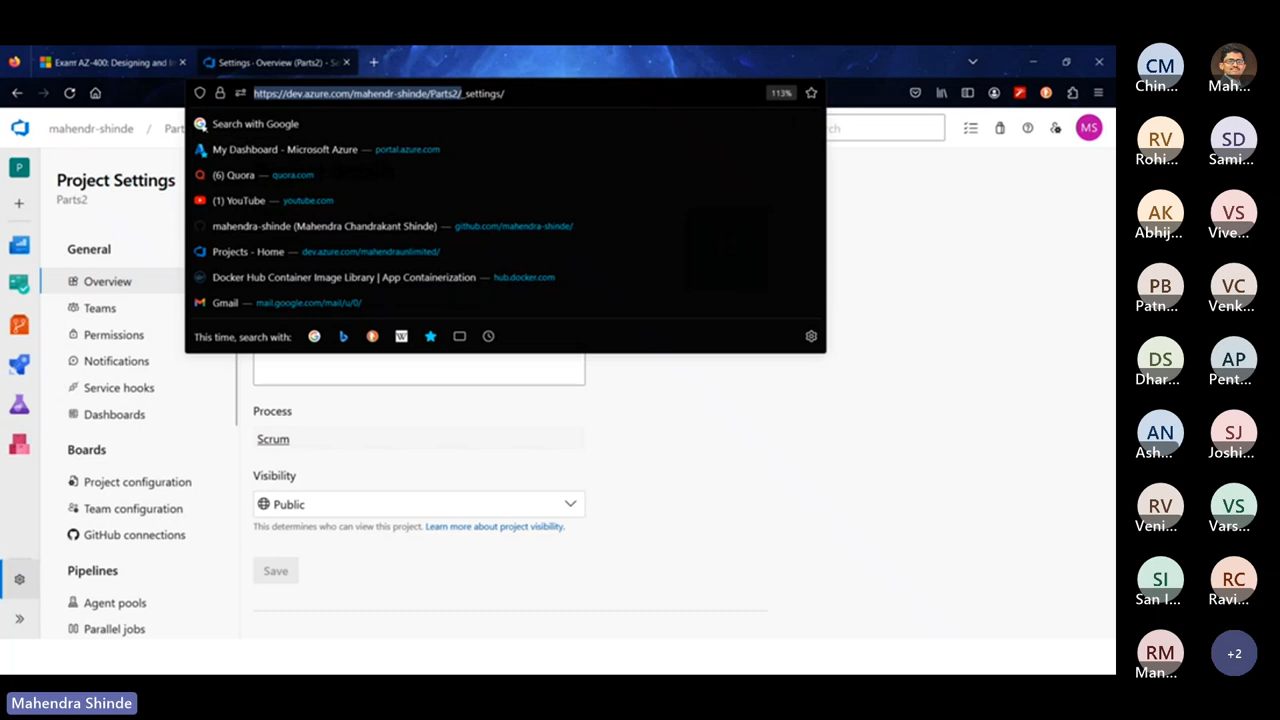 Exam AZ-400: Designing and I
Settings · Overview (Parts2) - Se
https://dev.azure.com/mahendr-shinde/Parts2/_settings/
113%
Search with Google
My Dashboard - Microsoft Azure — portal.azure.com
(6) Quora — quora.com
(1) YouTube — youtube.com
mahendra-shinde (Mahendra Chandrakant Shinde) — github.com/mahendra-shinde/
Projects - Home — dev.azure.com/mahendraunlimited/
Docker Hub Container Image Library | App Containerization — hub.docker.com
Gmail — mail.google.com/mail/u/0/
This time, search with:
mahendr-shinde / Part
rch
MS
P
Project Settings
Parts2
General
Overview
Teams
Permissions
Notifications
Service hooks
Dashboards
Boards
Project configuration
Team configuration
GitHub connections
Pipelines
Agent pools
Parallel jobs
Process
Scrum
Visibility
Public
This determines who can view this project. Learn more about project visibility.
Save
CM
Chin...
Mah...
RV
Rohi...
SD
Sami...
AK
Abhij...
VS
Vive...
PB
Patn...
VC
Venk...
DS
Dhar...
AP
Pent...
AN
Ash...
SJ
Joshi...
RV
Veni...
VS
Vars...
SI
San I...
RC
Ravi...
RM
Man...
+2
Mahendra Shinde